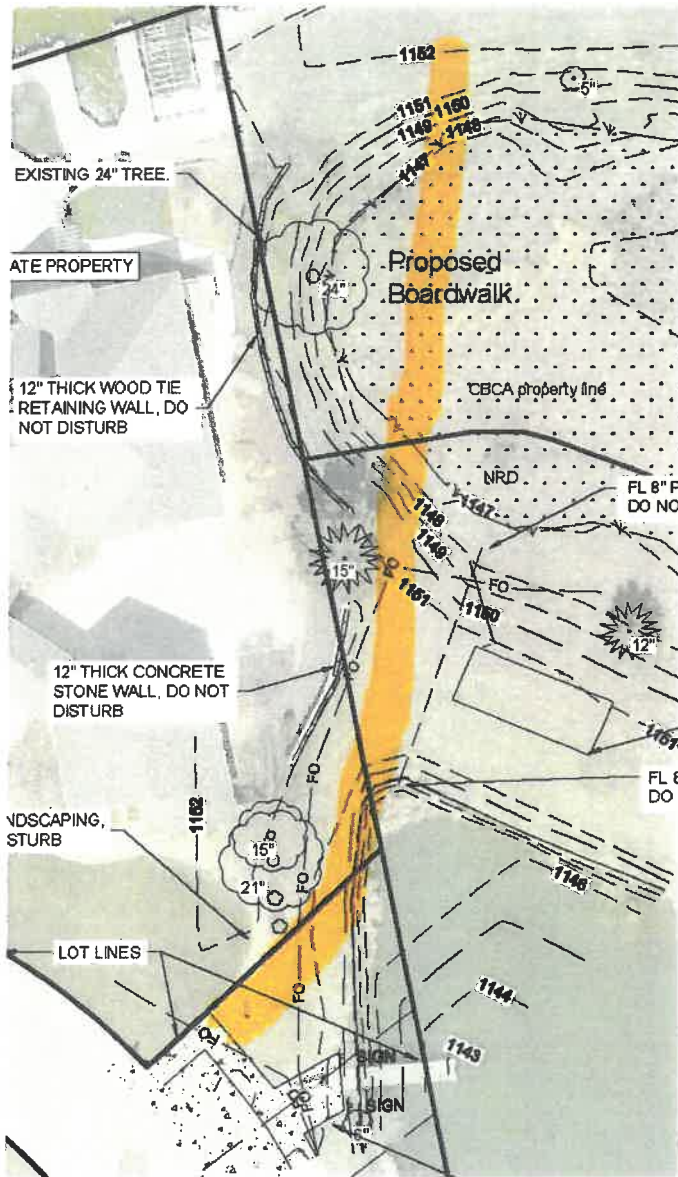 1152
5"
1151
1150
1149
1148
1147
EXISTING 24" TREE.
ATE PROPERTY
Proposed
Boardwalk
24"
12" THICK WOOD TIE
RETAINING WALL, DO
NOT DISTURB
CBCA property line
NRD
FL 8"
DO NO
1147
1148
1149
15"
FO
1151
1150
FO
12"
12" THICK CONCRETE
STONE WALL, DO NOT
DISTURB
1151
FO
FL 8
DO
1152
NDSCAPING,
STURB
15"
21"
FO
1146
LOT LINES
FO
1144
FO
1143
SIGN
SIGN